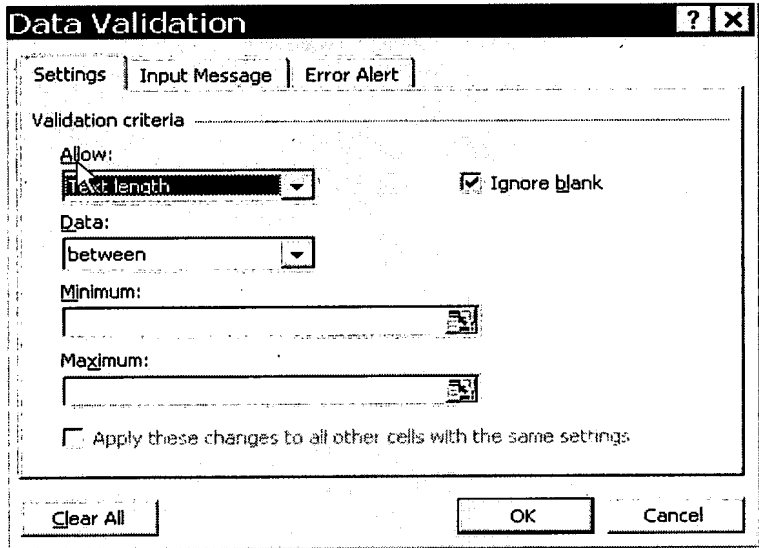 Data Validation
Settings Input Message Error Alert
Validation criteria
Allow:
Text length Ignore blank
Data:
between
Minimum:
Maximum:
Apply these changes to all other cells with the same settings
Clear All OK Cancel